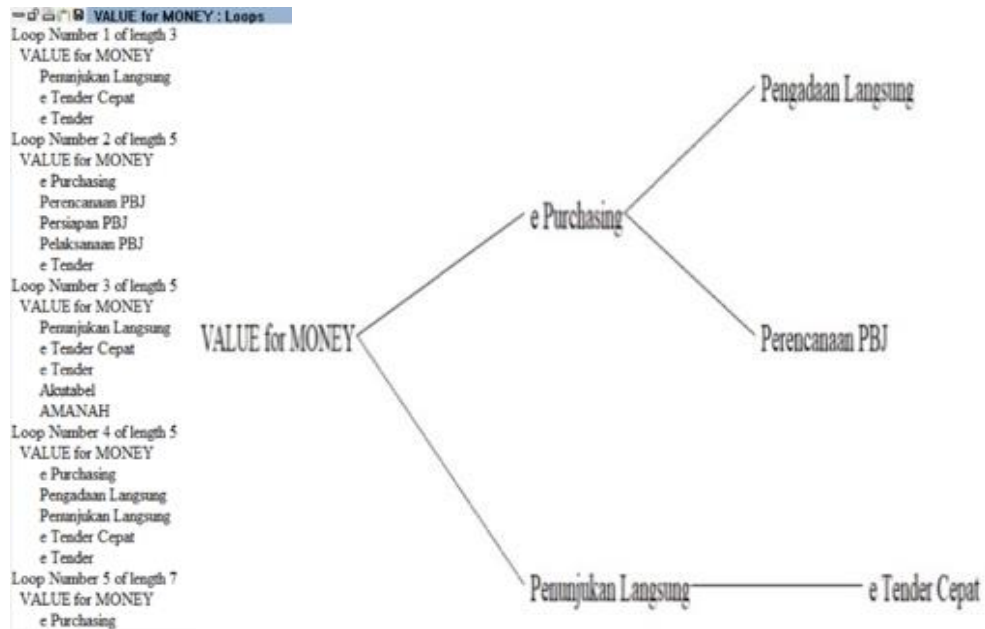 VALUE for MONEY : Loops
Loop Number 1 of length 3
VALUE for MONEY
Penunjukan Langsung
e Tender Cepat
e Tender
Loop Number 2 of length 5
VALUE for MONEY
e Purchasing
Perencanaan PBJ
Persiapan PBJ
Pelaksanaan PBJ
e Tender
Loop Number 3 of length 5
VALUE for MONEY
Penunjukan Langsung
e Tender Cepat
e Tender
Akutabel
AMANAH
Loop Number 4 of length 5
VALUE for MONEY
e Purchasing
Pengadaan Langsung
Penunjukan Langsung
e Tender Cepat
e Tender
Loop Number 5 of length 7
VALUE for MONEY
e Purchasing
Pengadaan Langsung
e Purchasing
Perencanaan PBJ
VALUE for MONEY
Penunjukan Langsung
e Tender Cepat